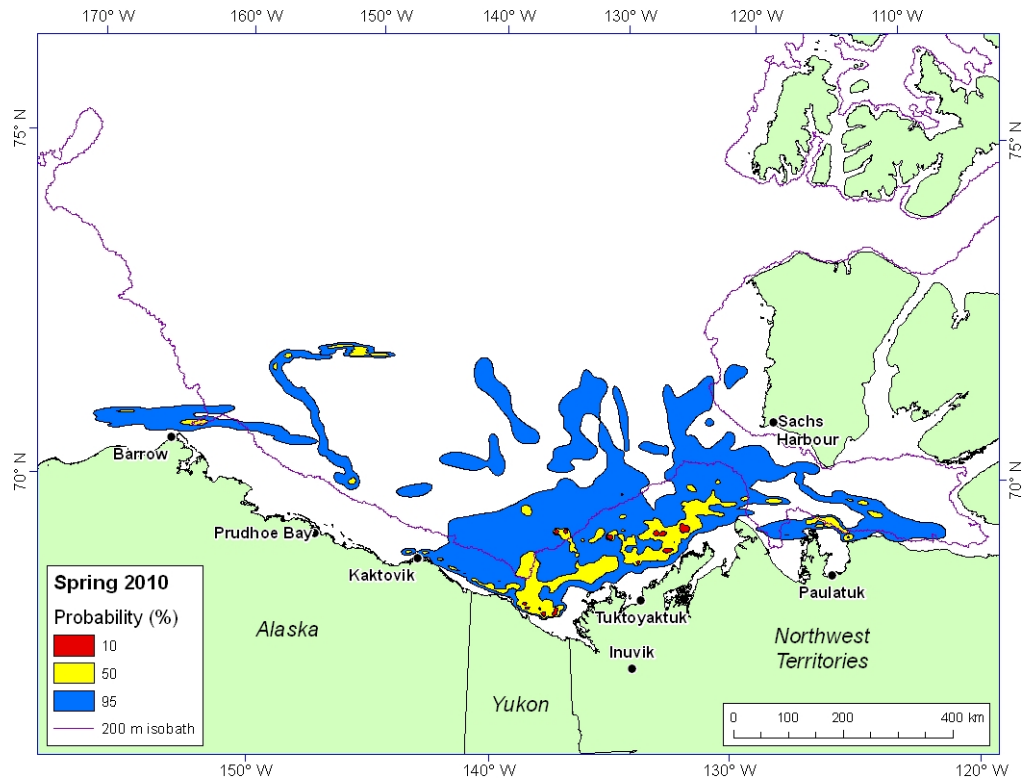 170° W 160° W 150° W 140° W 130° W 120° W 110° W
75° N
75° N
Sachs
Harbour
Barrow
70° N
70° N
Prudhoe Bay
Kaktovik
Paulatuk
Tuktoyaktuk
Inuvik
Alaska
Northwest
Territories
Yukon
Spring 2010
Probability (%)
10
50
95
200 m isobath
0 100 200 400 km
150° W 140° W 130° W 120° W